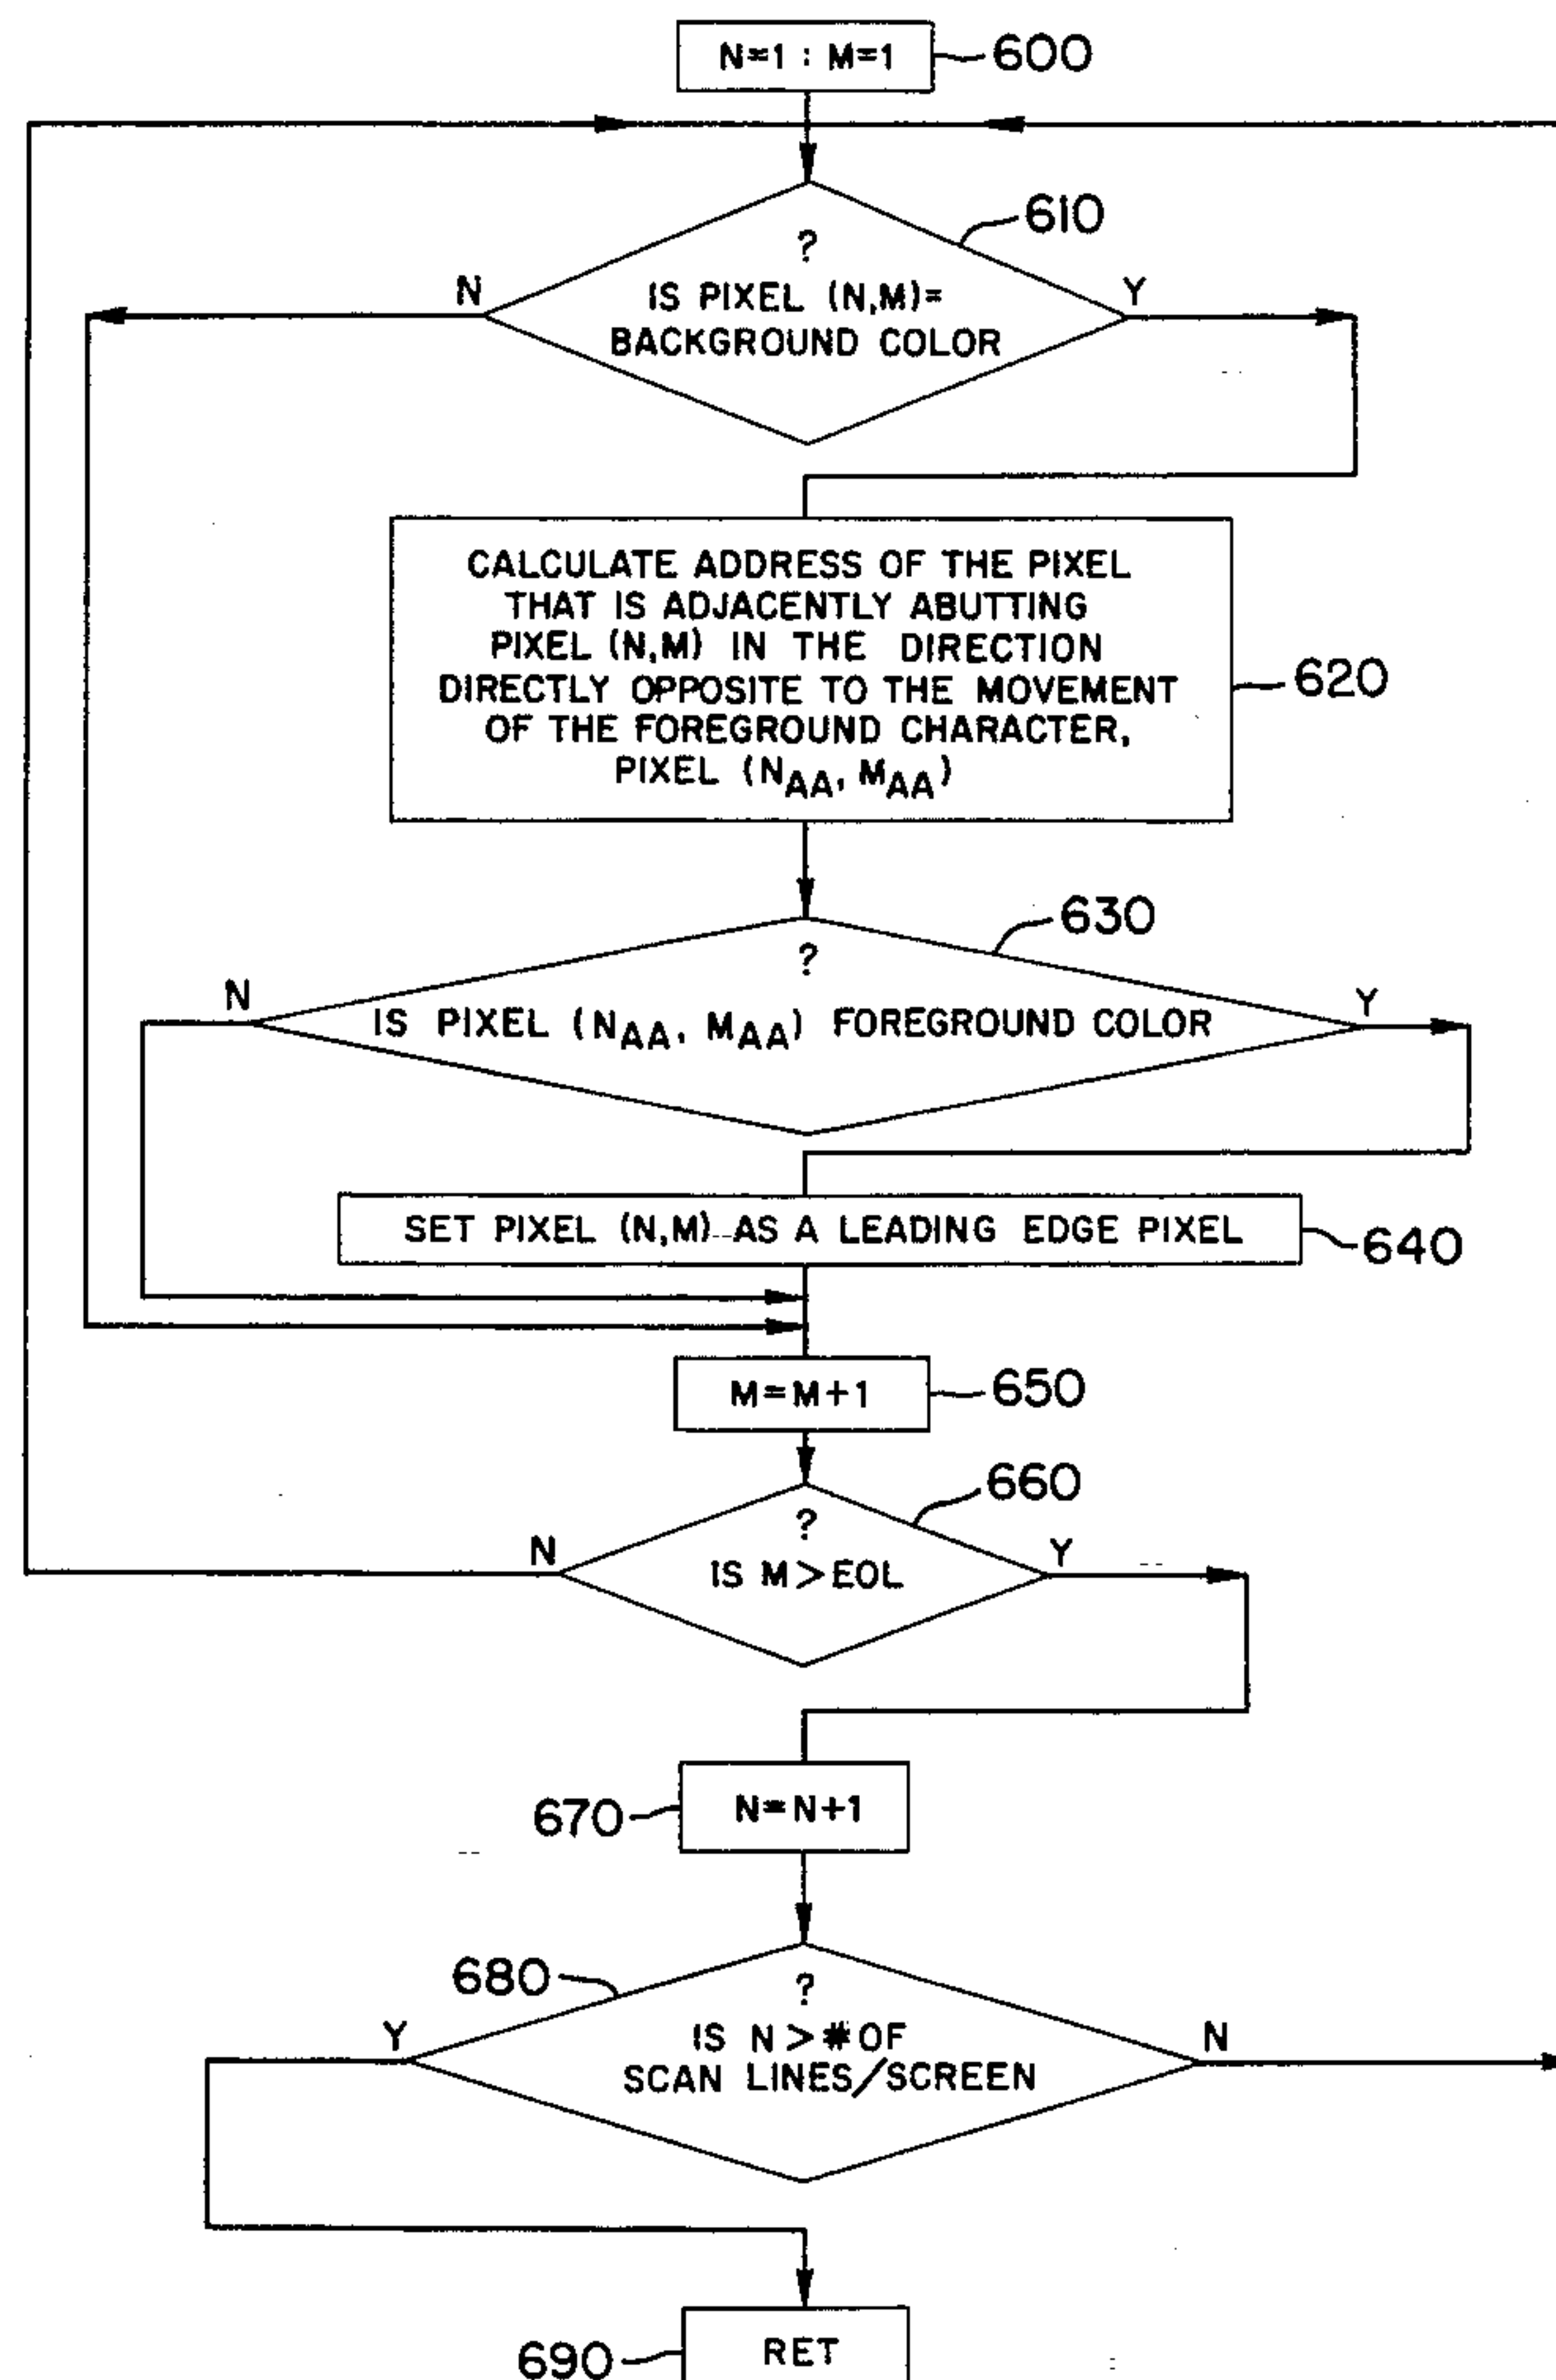 N=1 : M=1
600
?
610
IS PIXEL (N,M)=
BACKGROUND COLOR
N
Y
CALCULATE ADDRESS OF THE PIXEL
THAT IS ADJACENTLY ABUTTING
PIXEL (N,M) IN THE DIRECTION
DIRECTLY OPPOSITE TO THE MOVEMENT
OF THE FOREGROUND CHARACTER,
PIXEL (NAA, MAA)
620
?
630
N
Y
IS PIXEL (NAA, MAA) FOREGROUND COLOR
SET PIXEL (N,M) AS A LEADING EDGE PIXEL
640
M=M+1
650
?
660
N
Y
IS M>EOL
N=N+1
670
680
?
Y
N
IS N>#OF
SCAN LINES/SCREEN
RET
690